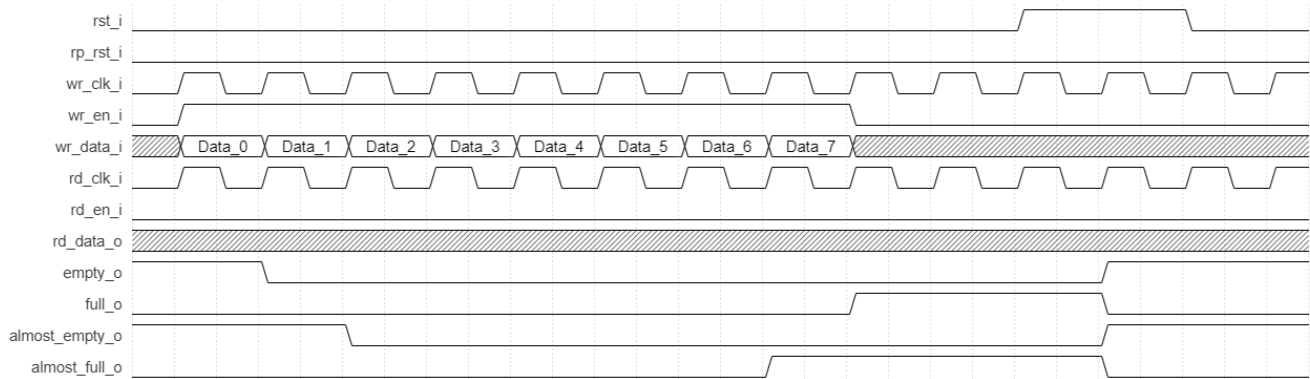 rst_i
rp_rst_i
wr_clk_i
wr_en_i
wr_data_i Data_0 Data_1 Data_2 Data_3 Data_4 Data_5 Data_6 Data_7
rd_clk_i
rd_en_i
rd_data_o
empty_o
full_o
almost_empty_o
almost_full_o